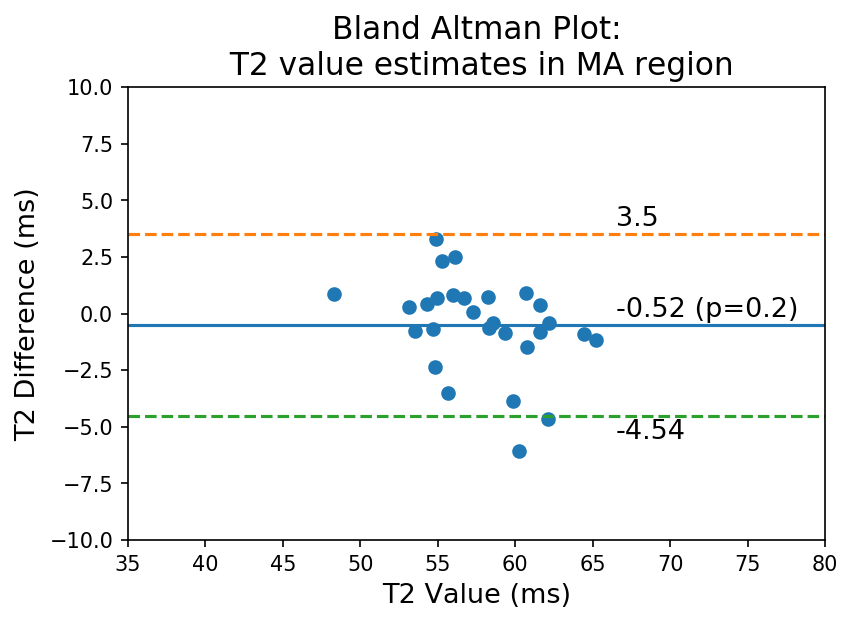 Bland Altman Plot:
T2 value estimates in MA region
10.0
7.5
5.0
2.5
0.0
−2.5
−5.0
−7.5
−10.0
T2 Difference (ms)
3.5
-0.52 (p=0.2)
-4.54
35 40 45 50 55 60 65 70 75 80
T2 Value (ms)